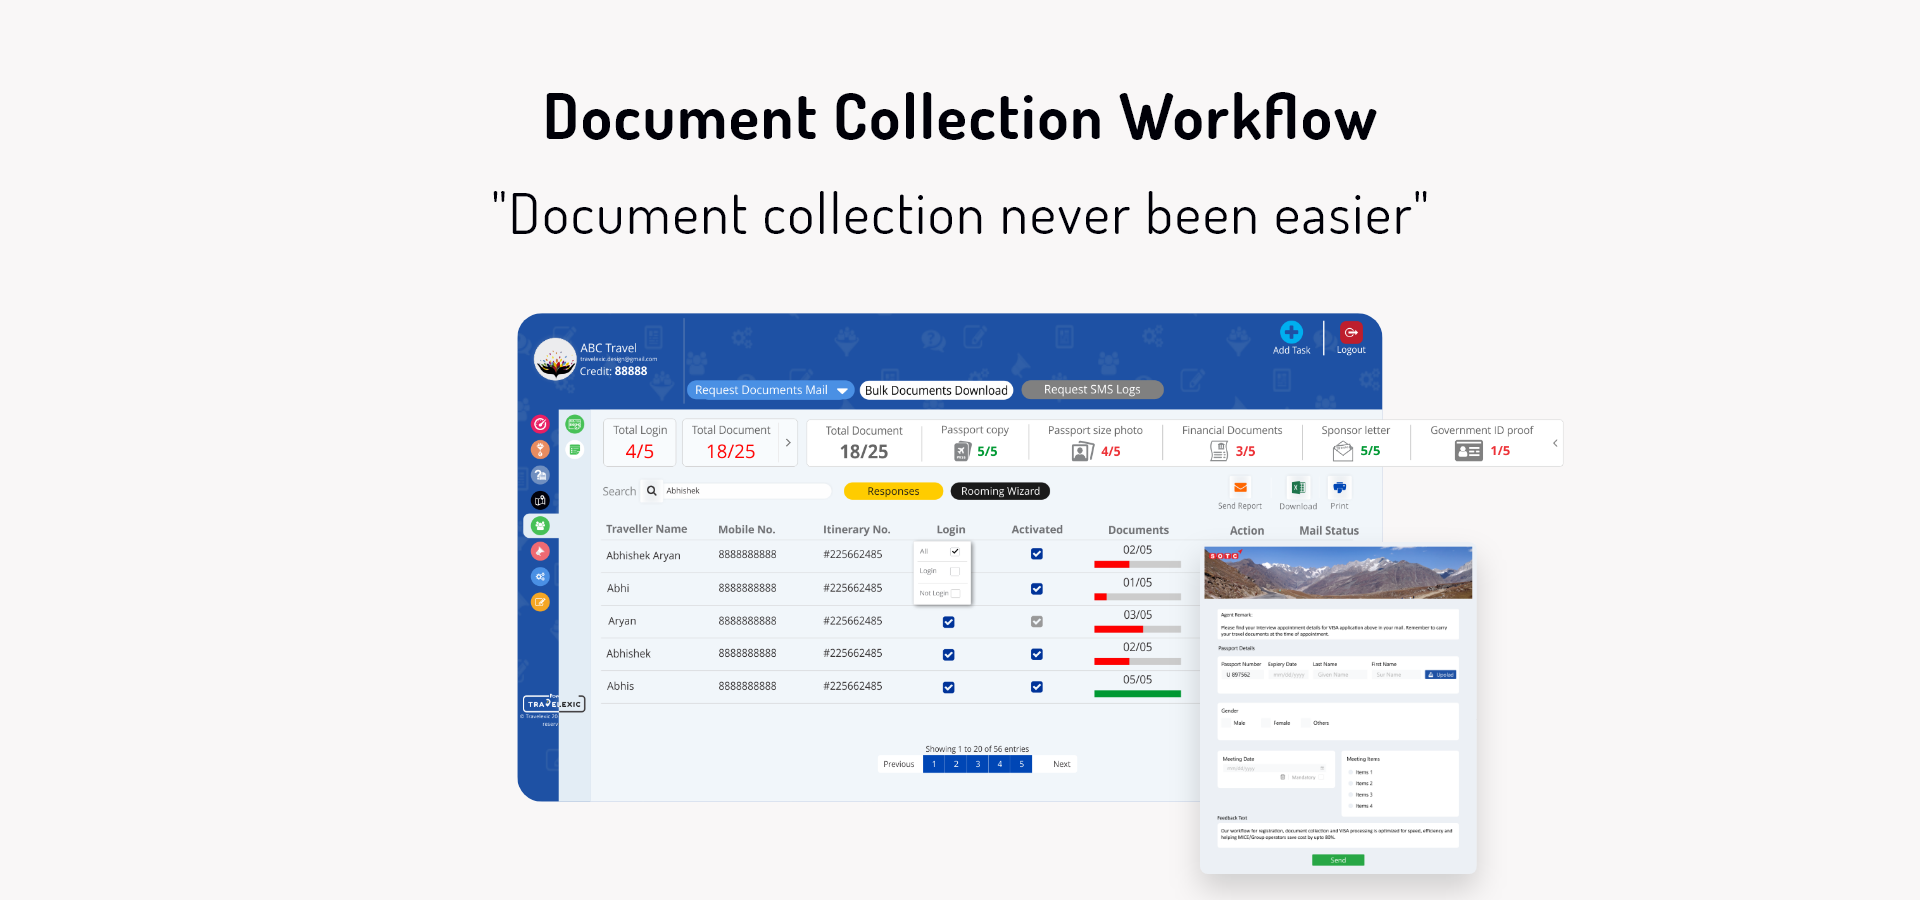 Document Collection Workflow
"Document collection never been easier"
ABC Travel
travelexic.design@gmail.com
Credit: 88888
Add Task
Logout
Request Documents Mail
Bulk Documents Download
Request SMS Logs
Total Login
4/5
Total Document
18/25
Total Document
18/25
Passport copy
5/5
Passport size photo
4/5
Financial Documents
3/5
Sponsor letter
5/5
Government ID proof
1/5
Search
Abhishek
Responses
Rooming Wizard
Send Report
Download
Print
Traveller Name Mobile No. Itinerary No. Login Activated Documents Action Mail Status
Abhishek Aryan 8888888888 #225662485 02/05
Abhi 8888888888 #225662485 01/05
Aryan 8888888888 #225662485 03/05
Abhishek 8888888888 #225662485 02/05
Abhis 8888888888 #225662485 05/05
All
Login
Not Login
TRAVELEXIC
© Travelexic 20
reserv
Showing 1 to 20 of 56 entries
Previous 1 2 3 4 5 Next
SOTC
Agent Remark:
Please find your interview appointment details for VISA application above in your mail. Remember to carry
your travel documents at the time of appointment.
Passport Details
Passport Number Expiery Date Last Name First Name
U 897562 mm/dd/yyyy Given Name Sur Name Upolad
Gender
Male Female Others
Meeting Date
mm/dd/yyyy
Mandatory
Meeting Items
Items 1
Items 2
Items 3
Items 4
Feedback Text
Our workflow for registration, document collection and VISA processing is optimized for speed, efficiency and
helping MICE/Group operators save cost by upto 80%.
Send